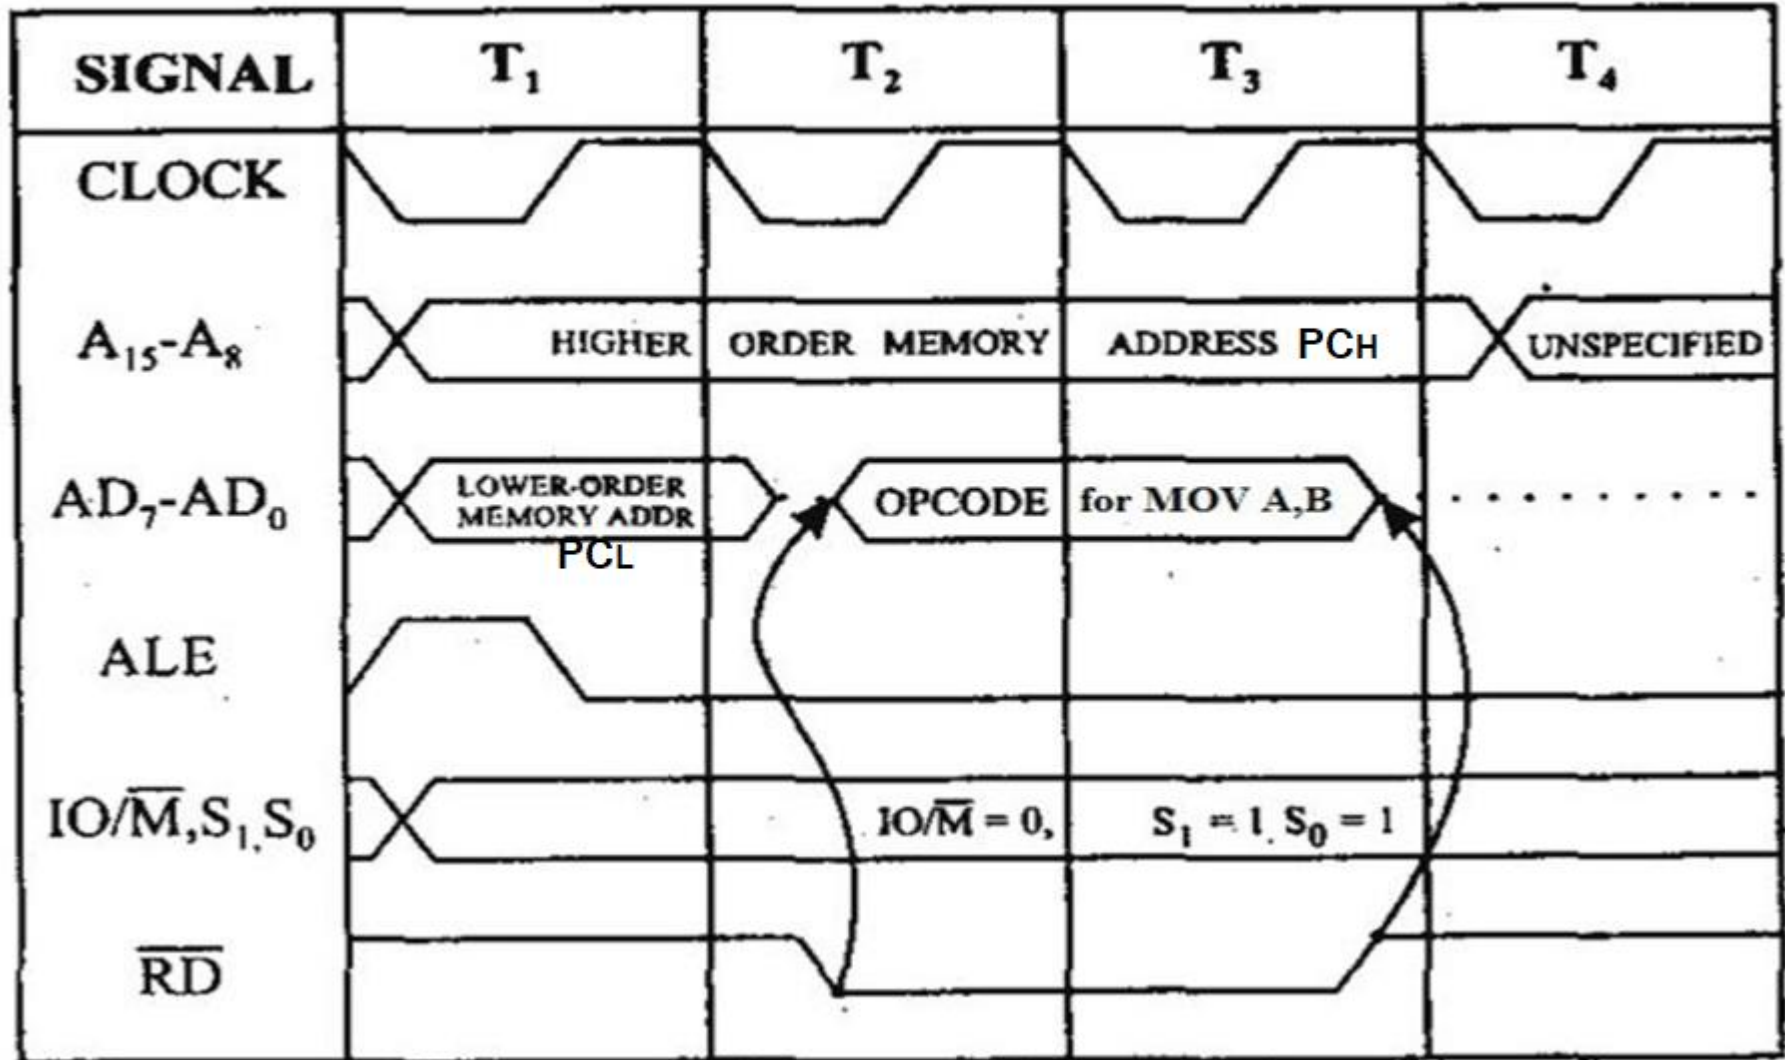 SIGNAL T₁ T₂ T₃ T₄
CLOCK
A₁₅-A₈ HIGHER ORDER MEMORY ADDRESS PCH UNSPECIFIED
AD₇-AD₀ LOWER-ORDER OPCODE for MOV A,B
MEMORY ADDR
PCL
ALE
IO/M̅,S₁,S₀ IO/M̅ = 0, S₁ = 1, S₀ = 1
R̅D̅